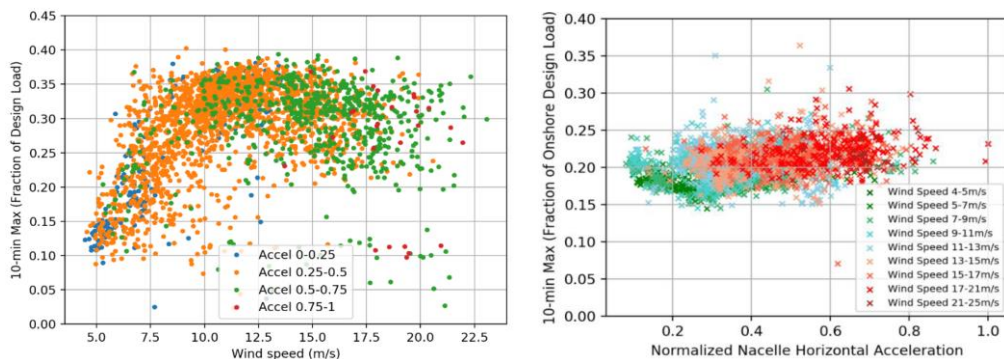 10-min Max (Fraction of Design Load)
0.45
0.40
0.35
0.30
0.25
0.20
0.15
0.10
0.05
0.00
Accel 0-0.25
Accel 0.25-0.5
Accel 0.5-0.75
Accel 0.75-1
5.0 7.5 10.0 12.5 15.0 17.5 20.0 22.5
Wind speed (m/s)
10-min Max (Fraction of Onshore Design Load)
0.40
0.35
0.30
0.25
0.20
0.15
0.10
0.05
0.00
Wind Speed 4-5m/s
Wind Speed 5-7m/s
Wind Speed 7-9m/s
Wind Speed 9-11m/s
Wind Speed 11-13m/s
Wind Speed 13-15m/s
Wind Speed 15-17m/s
Wind Speed 17-21m/s
Wind Speed 21-25m/s
0.2 0.4 0.6 0.8 1.0
Normalized Nacelle Horizontal Acceleration